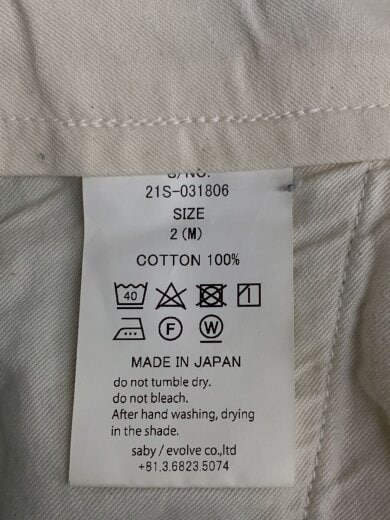 S/NO.
21S-031806
SIZE
2 (M)
COTTON 100%
40
F W
MADE IN JAPAN
do not tumble dry.
do not bleach.
After hand washing, drying
in the shade.
saby / evolve co.,ltd
+81.3.6823.5074